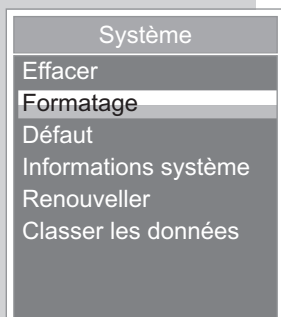 Système
Effacer
Formatage
Défaut
Informations système
Renouveller
Classer les données